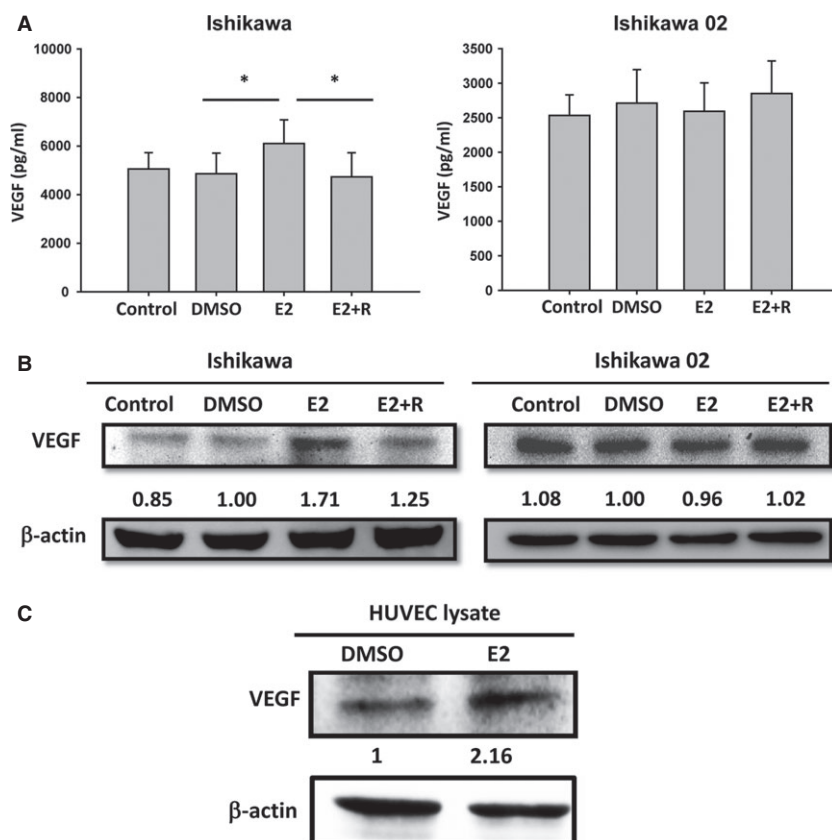 A
Ishikawa
10000
8000
6000
4000
2000
0
VEGF (pg/ml)
* *
Control DMSO E2 E2+R
Ishikawa 02
3500
3000
2500
2000
1500
1000
500
0
VEGF (pg/ml)
Control DMSO E2 E2+R
B
Ishikawa Ishikawa 02
Control DMSO E2 E2+R Control DMSO E2 E2+R
VEGF
0.85 1.00 1.71 1.25 1.08 1.00 0.96 1.02
β-actin
C
HUVEC lysate
DMSO E2
VEGF
1 2.16
β-actin